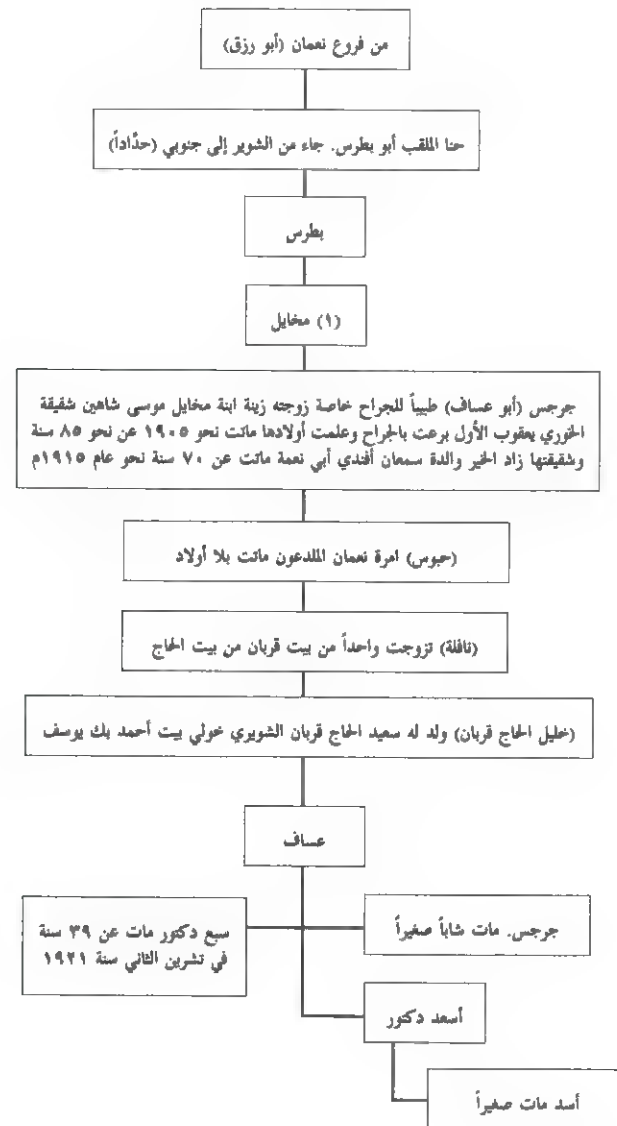 من فروع نعمان (أبو رزق)
حنا الملقب أبو بطرس. جاء من الشوير إلى جنوبي (حدّاداً)
بطرس
(١) مخايل
جرجس (أبو عساف) طبيباً للجراح خاصة زوجته زينة ابنة مخايل موسى شاهين شقيقة
الخوري يعقوب الأول برعت بالجراح وعلمت أولادها ماتت نحو ١٩٠٥ عن نحو ٨٥ سنة
وشقيقتها زاد الخير والدة سمعان أفندي أبي نعمة ماتت عن ٧٠ سنة نحو عام ١٩١٥م
(حبوس) امرة نعمان الملدعون ماتت بلا أولاد
(نافلة) تزوجت واحداً من بيت قربان من بيت الحاج
(خليل الحاج قربان) ولد له سعيد الحاج قربان الشويري خولي بيت أحمد بك يوسف
عساف
جرجس. مات شاباً صغيراً
سبع دكتور مات عن ٣٩ سنة
في تشرين الثاني سنة ١٩٢١
أسعد دكتور
أسد مات صغيراً